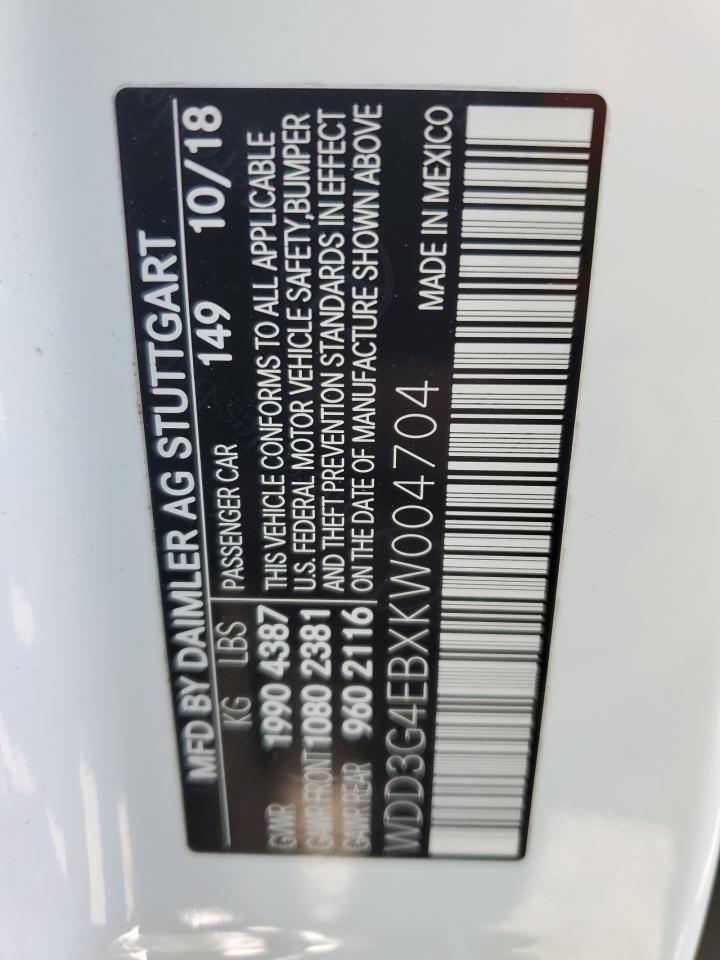 MFD BY DAIMLER AG STUTTGART
149 10/18
KG LBS PASSENGER CAR
GVWR 1990 4387 THIS VEHICLE CONFORMS TO ALL APPLICABLE
U.S. FEDERAL MOTOR VEHICLE SAFETY,BUMPER
GAWR FRONT 1080 2381 AND THEFT PREVENTION STANDARDS IN EFFECT
GAWR REAR 960 2116 ON THE DATE OF MANUFACTURE SHOWN ABOVE
WDD3G4EBXKW004704 MADE IN MEXICO